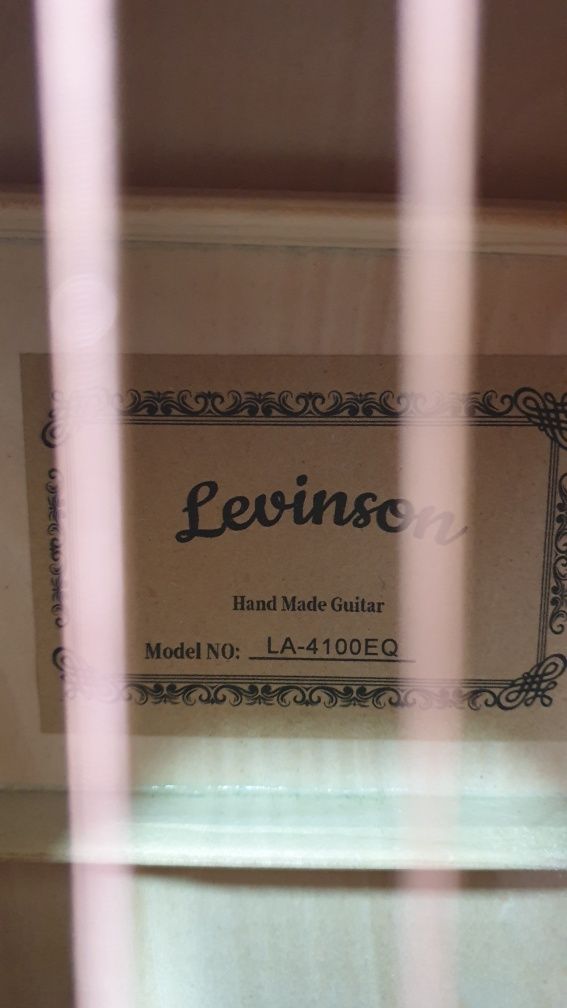 Levinson
Hand Made Guitar
Model NO: LA-4100EQ